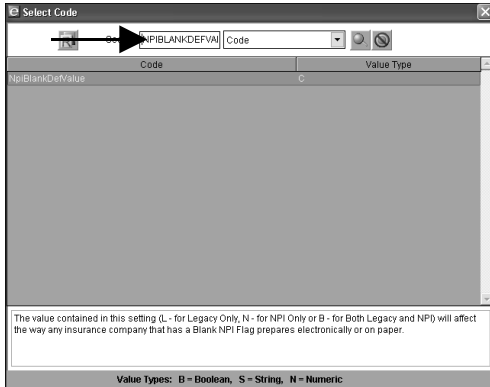 Select Code
NPIBLANKDEFVAI Code
Code Value Type
NpiBlankDefValue C
The value contained in this setting (L - for Legacy Only, N - for NPI Only or B - for Both Legacy and NPI) will affect
the way any insurance company that has a Blank NPI Flag prepares electronically or on paper.
Value Types: B = Boolean, S = String, N = Numeric